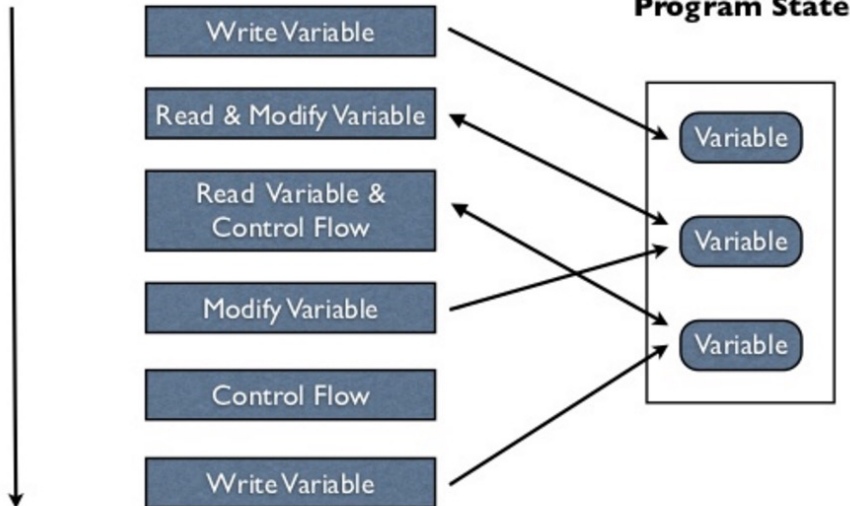 Program State
Write Variable
Read & Modify Variable
Read Variable &
Control Flow
Modify Variable
Control Flow
Write Variable
Variable
Variable
Variable